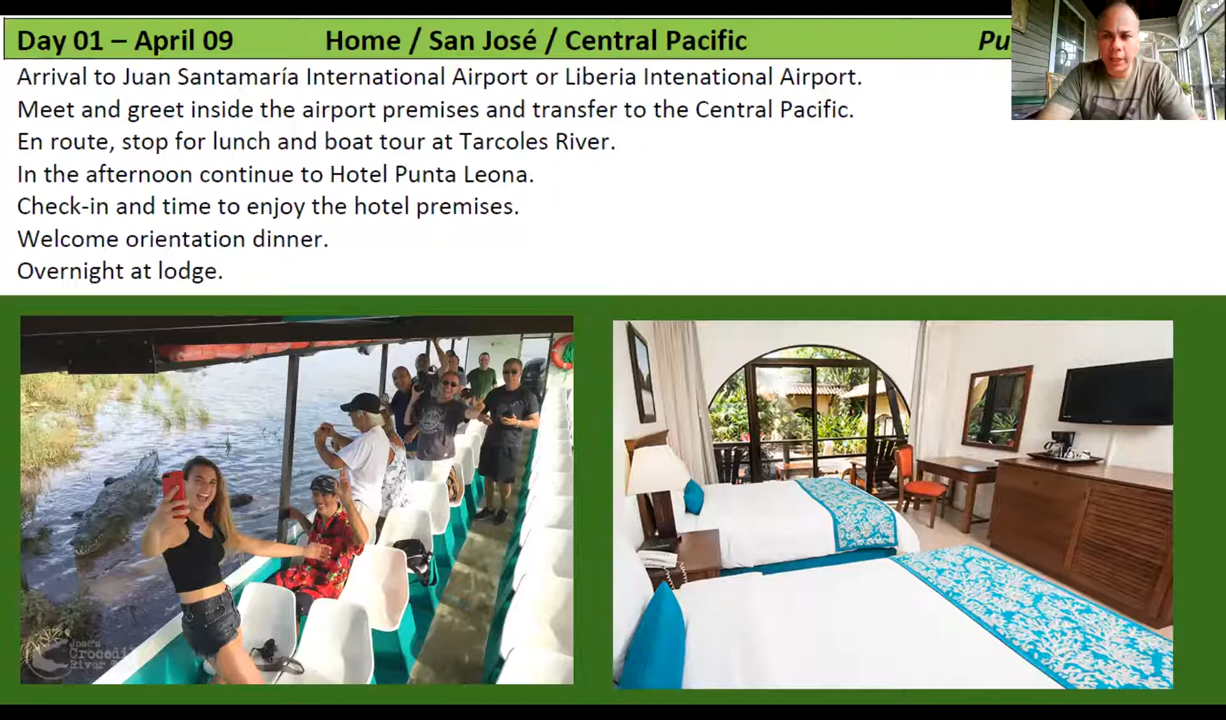 Day 01 – April 09 Home / San José / Central Pacific Pu
Arrival to Juan Santamaría International Airport or Liberia Intenational Airport.
Meet and greet inside the airport premises and transfer to the Central Pacific.
En route, stop for lunch and boat tour at Tarcoles River.
In the afternoon continue to Hotel Punta Leona.
Check-in and time to enjoy the hotel premises.
Welcome orientation dinner.
Overnight at lodge.
Jose's
Crocodi
River